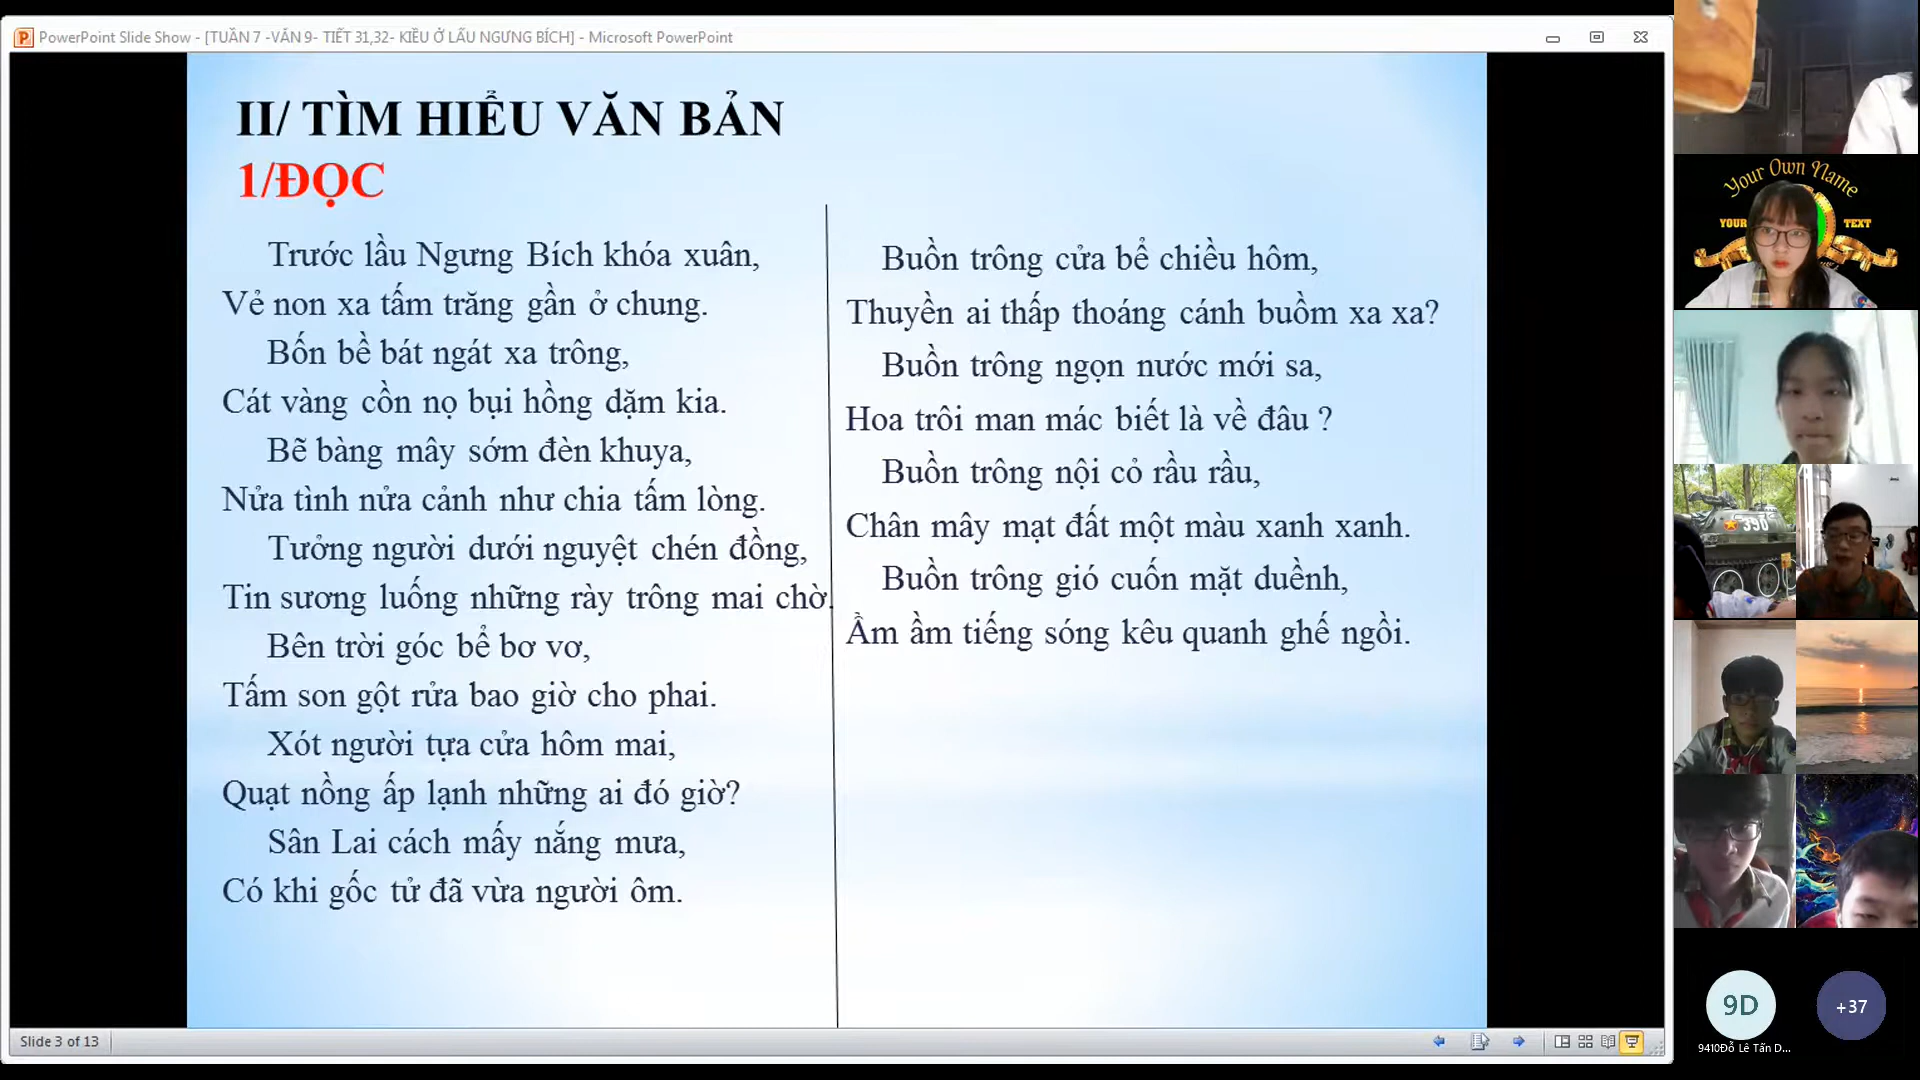 PowerPoint Slide Show - [TUẦN 7 -VĂN 9- TIẾT 31,32- KIỀU Ở LẦU NGƯNG BÍCH] - Microsoft PowerPoint
II/ TÌM HIỂU VĂN BẢN
1/ĐỌC
Trước lầu Ngưng Bích khóa xuân,
Vẻ non xa tấm trăng gần ở chung.
Bốn bề bát ngát xa trông,
Cát vàng cồn nọ bụi hồng dặm kia.
Bẽ bàng mây sớm đèn khuya,
Nửa tình nửa cảnh như chia tấm lòng.
Tưởng người dưới nguyệt chén đồng,
Tin sương luống những rày trông mai chờ.
Bên trời góc bể bơ vơ,
Tấm son gột rửa bao giờ cho phai.
Xót người tựa cửa hôm mai,
Quạt nồng ấp lạnh những ai đó giờ?
Sân Lai cách mấy nắng mưa,
Có khi gốc tử đã vừa người ôm.
Buồn trông cửa bể chiều hôm,
Thuyền ai thấp thoáng cánh buồm xa xa?
Buồn trông ngọn nước mới sa,
Hoa trôi man mác biết là về đâu ?
Buồn trông nội cỏ rầu rầu,
Chân mây mạt đất một màu xanh xanh.
Buồn trông gió cuốn mặt duềnh,
Ầm ầm tiếng sóng kêu quanh ghế ngồi.
Slide 3 of 13
Your Own Name
YOUR
TEXT
390
9D
+37
9410Đỗ Lê Tấn D...